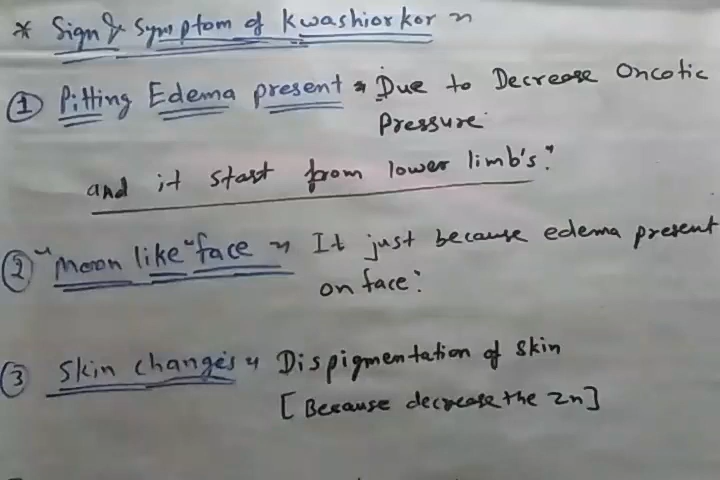 * Sign & Symptom of Kwashiorkor
① Pitting Edema present Due to Decrease Oncotic
Pressure
and it start from lower limb's"
② "Moon like" face It just because edema present
on face:
③ Skin changes Dispigmentation of skin
[Because decrease the Zn]